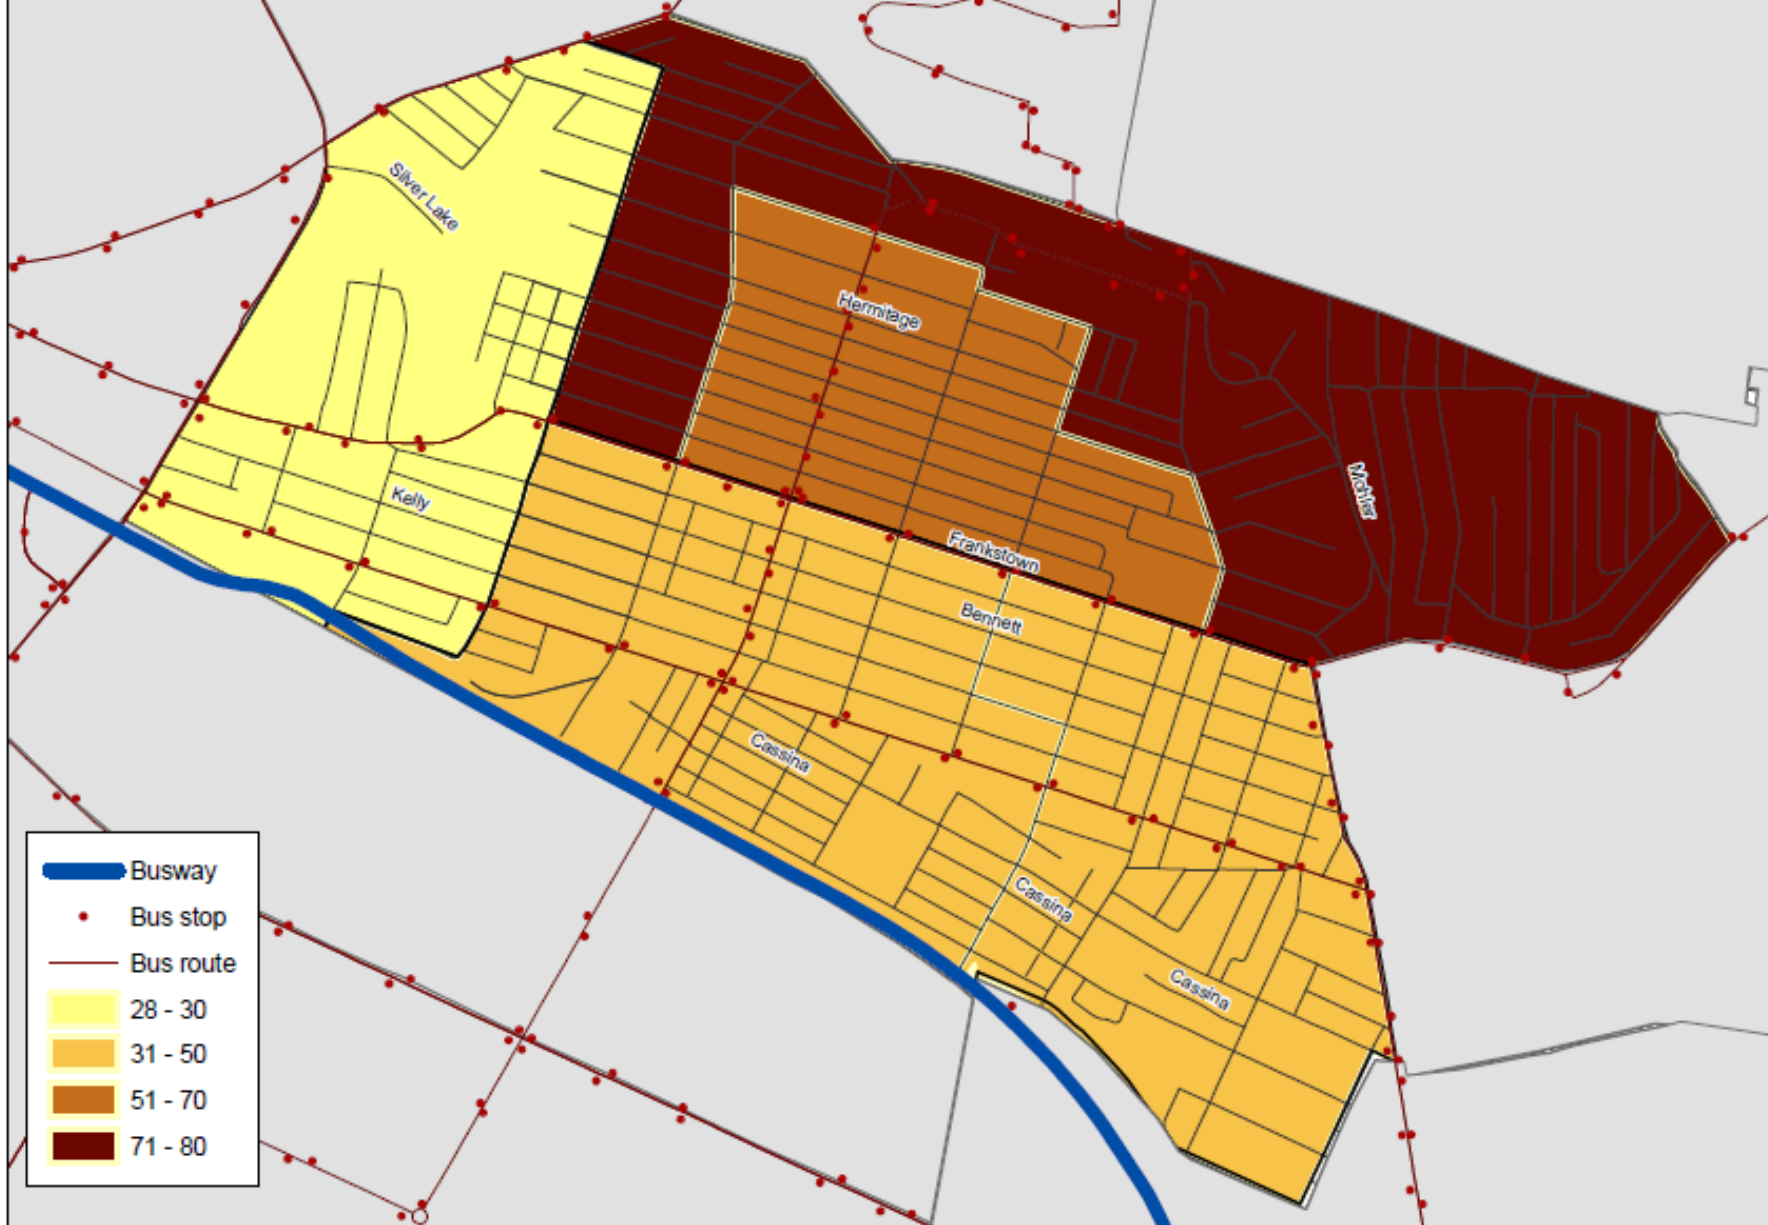 Silver Lake
Hermitage
Kelly
Mohler
Frankstown
Bennett
Cassina
Cassina
Cassina
Busway
Bus stop
Bus route
28 - 30
31 - 50
51 - 70
71 - 80